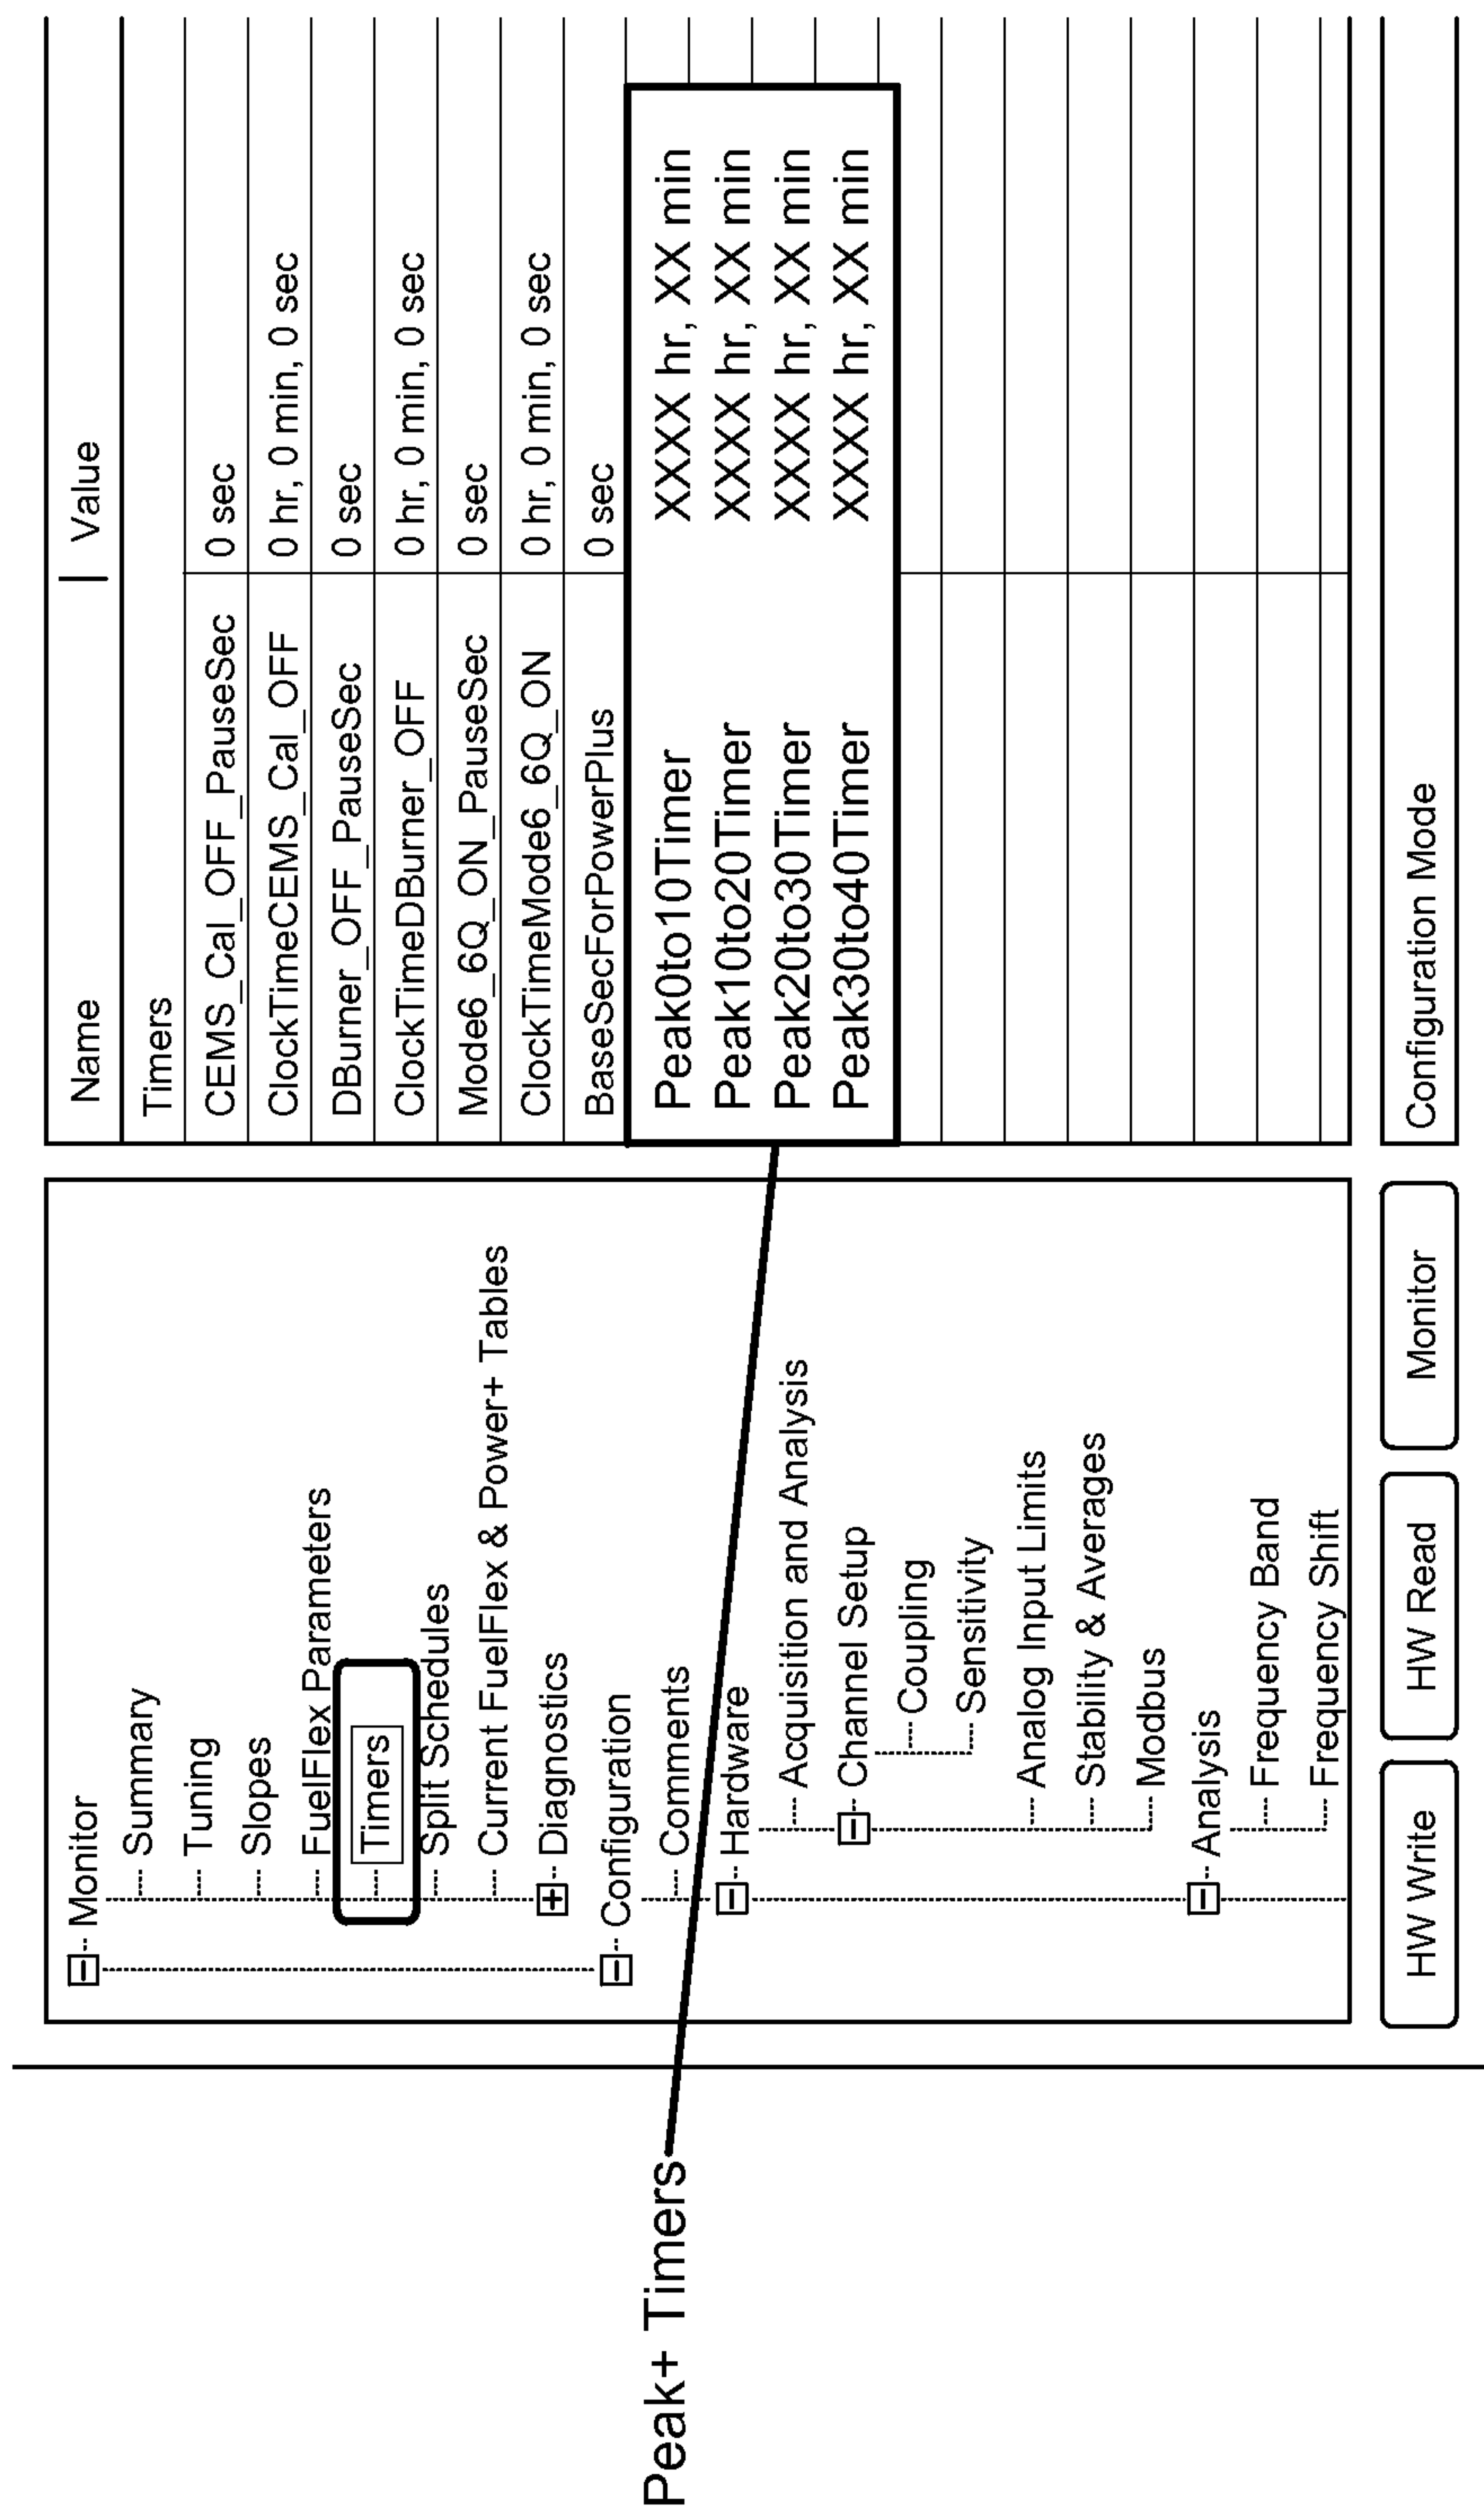 Peak+ Timers
Monitor
Summary
Tuning
Slopes
FuelFlex Parameters
Timers
Split Schedules
Current FuelFlex & Power+ Tables
Diagnostics
Configuration
Comments
Hardware
Acquisition and Analysis
Channel Setup
Coupling
Sensitivity
Analog Input Limits
Stability & Averages
Modbus
Analysis
Frequency Band
Frequency Shift
HW Write
HW Read
Monitor
Name | Value
Timers
CEMS_Cal_OFF_PauseSec 0 sec
ClockTimeCEMS_Cal_OFF 0 hr, 0 min, 0 sec
DBurner_OFF_PauseSec 0 sec
ClockTimeDBurner_OFF 0 hr, 0 min, 0 sec
Mode6_6Q_ON_PauseSec 0 sec
ClockTimeMode6_6Q_ON 0 hr, 0 min, 0 sec
BaseSecForPowerPlus 0 sec
Peak0to10Timer XXXX hr, XX min
Peak10to20Timer XXXX hr, XX min
Peak20to30Timer XXXX hr, XX min
Peak30to40Timer XXXX hr, XX min
Configuration Mode